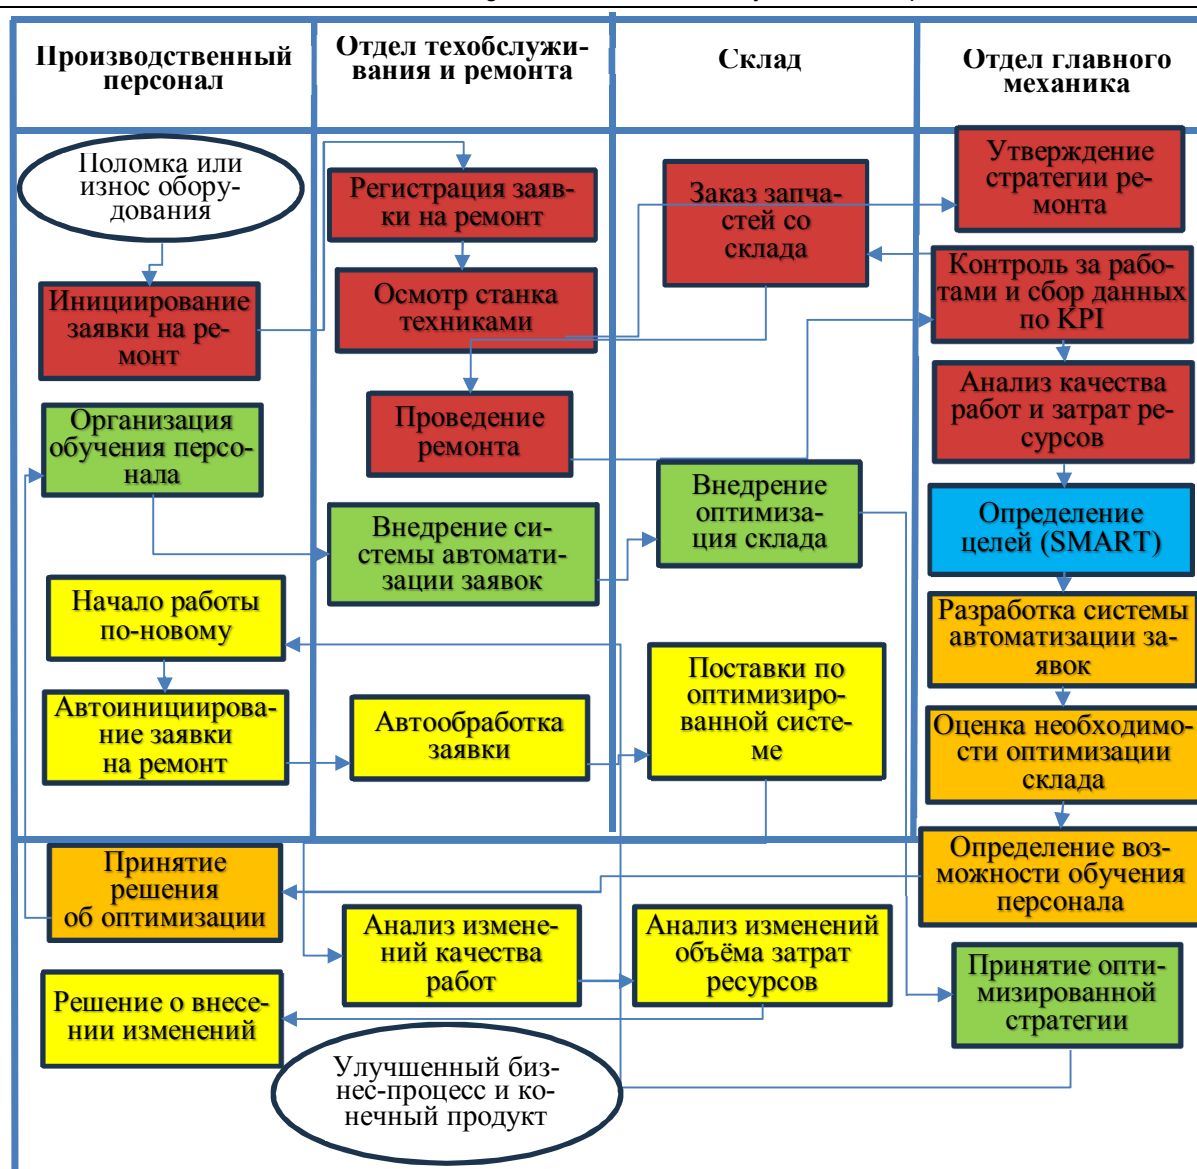 Производственный
персонал
Отдел техобслужи-
вания и ремонта
Склад
Отдел главного
механика
Поломка или
износ обору-
дования
Регистрация заяв-
ки на ремонт
Заказ запча-
стей со
склада
Утверждение
стратегии ре-
монта
Инициирование
заявки на ре-
монт
Осмотр станка
техниками
Контроль за рабо-
тами и сбор данных
по KPI
Проведение
ремонта
Анализ качества
работ и затрат ре-
сурсов
Организация
обучения персо-
нала
Внедрение си-
стемы автомати-
зации заявок
Внедрение
оптимиза-
ция склада
Определение
целей (SMART)
Начало работы
по-новому
Разработка системы
автоматизации за-
явок
Автоинициирова-
ние заявки
на ремонт
Автообработка
заявки
Поставки по
оптимизиро-
ванной систе-
ме
Оценка необходимо-
сти оптимизации
склада
Принятие
решения
об оптимизации
Определение воз-
можности обучения
персонала
Анализ измене-
ний качества
работ
Анализ изменений
объёма затрат
ресурсов
Решение о внесе-
нии изменений
Принятие опти-
мизированной
стратегии
Улучшенный биз-
нес-процесс и ко-
нечный продукт